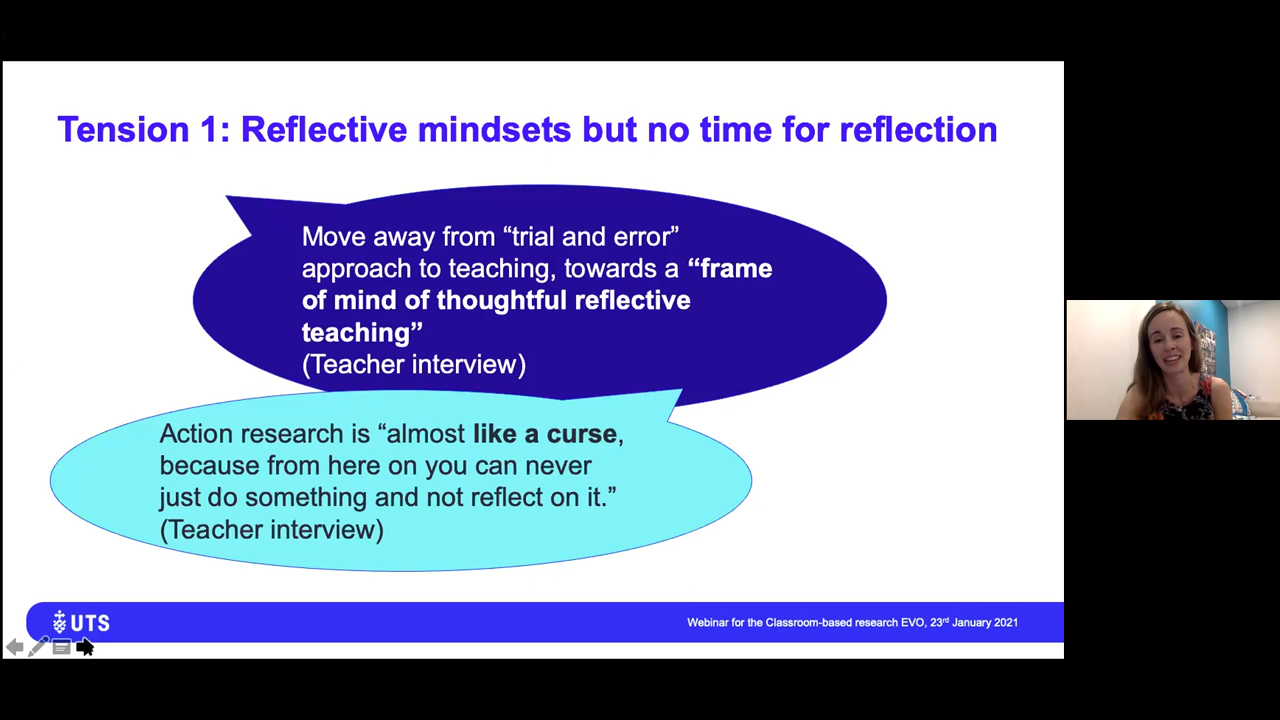 Tension 1: Reflective mindsets but no time for reflection
Move away from “trial and error”
approach to teaching, towards a “frame
of mind of thoughtful reflective
teaching”
(Teacher interview)
Action research is “almost like a curse,
because from here on you can never
just do something and not reflect on it.”
(Teacher interview)
UTS
Webinar for the Classroom-based research EVO, 23rd January 2021